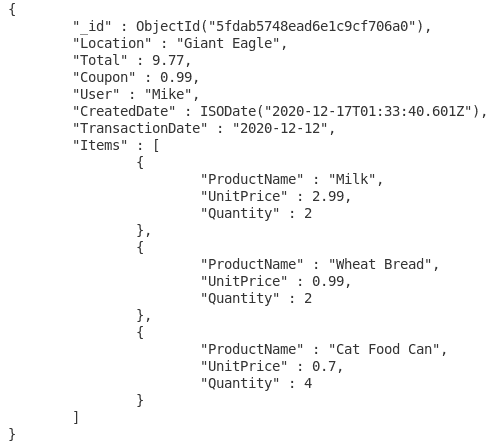 {
"_id" : ObjectId("5fdab5748ead6e1c9cf706a0"),
"Location" : "Giant Eagle",
"Total" : 9.77,
"Coupon" : 0.99,
"User" : "Mike",
"CreatedDate" : ISODate("2020-12-17T01:33:40.601Z"),
"TransactionDate" : "2020-12-12",
"Items" : [
{
"ProductName" : "Milk",
"UnitPrice" : 2.99,
"Quantity" : 2
},
{
"ProductName" : "Wheat Bread",
"UnitPrice" : 0.99,
"Quantity" : 2
},
{
"ProductName" : "Cat Food Can",
"UnitPrice" : 0.7,
"Quantity" : 4
}
]
}